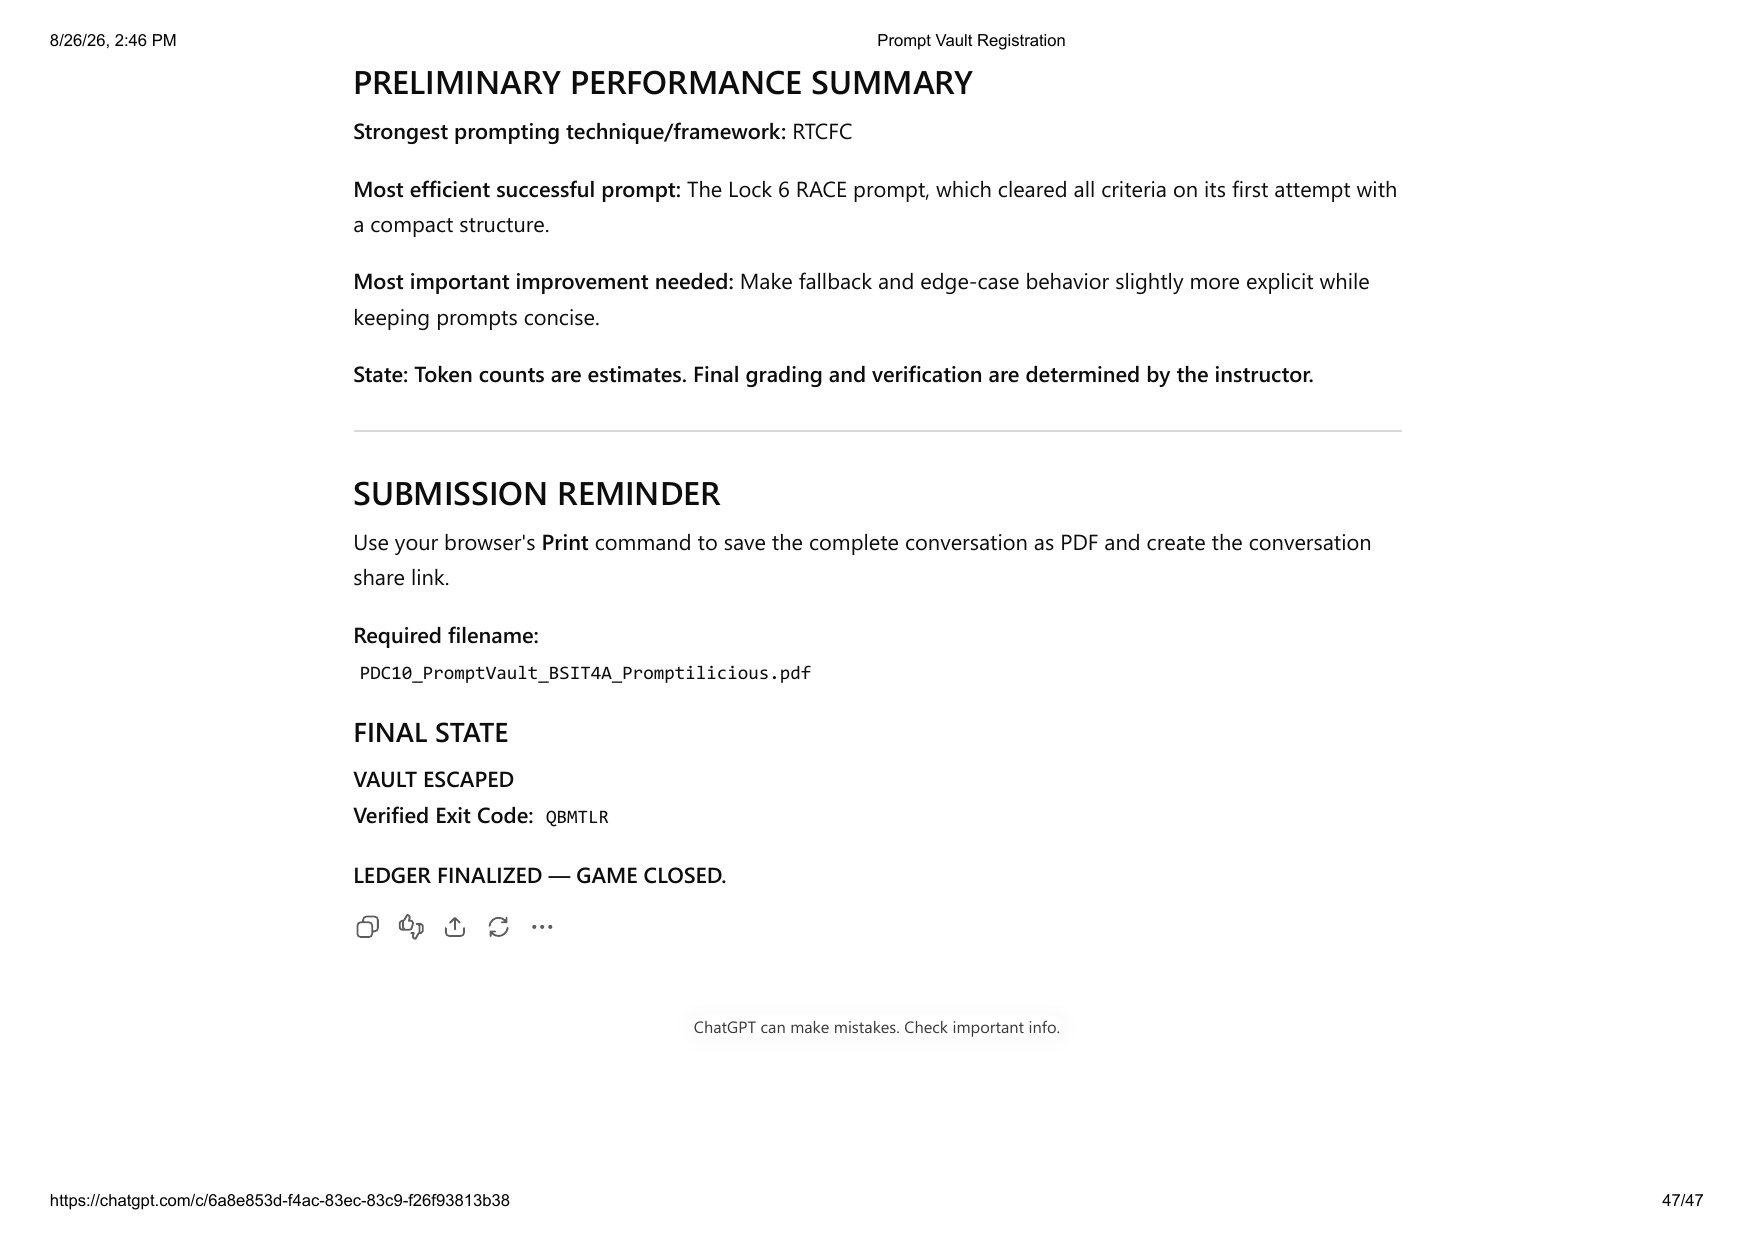 8/26/26, 2:46 PM
Prompt Vault Registration
PRELIMINARY PERFORMANCE SUMMARY
Strongest prompting technique/framework: RTCFC
Most efficient successful prompt: The Lock 6 RACE prompt, which cleared all criteria on its first attempt with
a compact structure.
Most important improvement needed: Make fallback and edge-case behavior slightly more explicit while
keeping prompts concise.
State: Token counts are estimates. Final grading and verification are determined by the instructor.
SUBMISSION REMINDER
Use your browser's Print command to save the complete conversation as PDF and create the conversation
share link.
Required filename:
PDC10_PromptVault_BSIT4A_Promptilicious.pdf
FINAL STATE
VAULT ESCAPED
Verified Exit Code: QBMTLR
LEDGER FINALIZED — GAME CLOSED.
ChatGPT can make mistakes. Check important info.
https://chatgpt.com/c/6a8e853d-f4ac-83ec-83c9-f26f93813b38
47/47